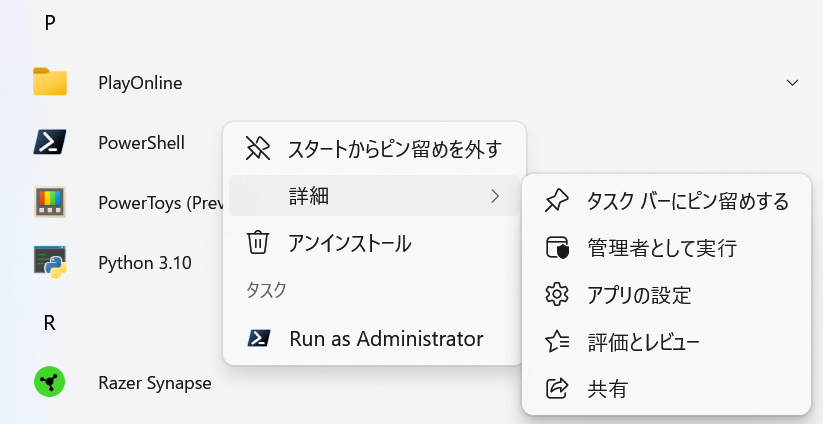 P
PlayOnline
PowerShell
PowerToys (Prev
Python 3.10
R
Razer Synapse
スタートからピン留めを外す
詳細
アンインストール
タスク
Run as Administrator
タスク バーにピン留めする
管理者として実行
アプリの設定
評価とレビュー
共有